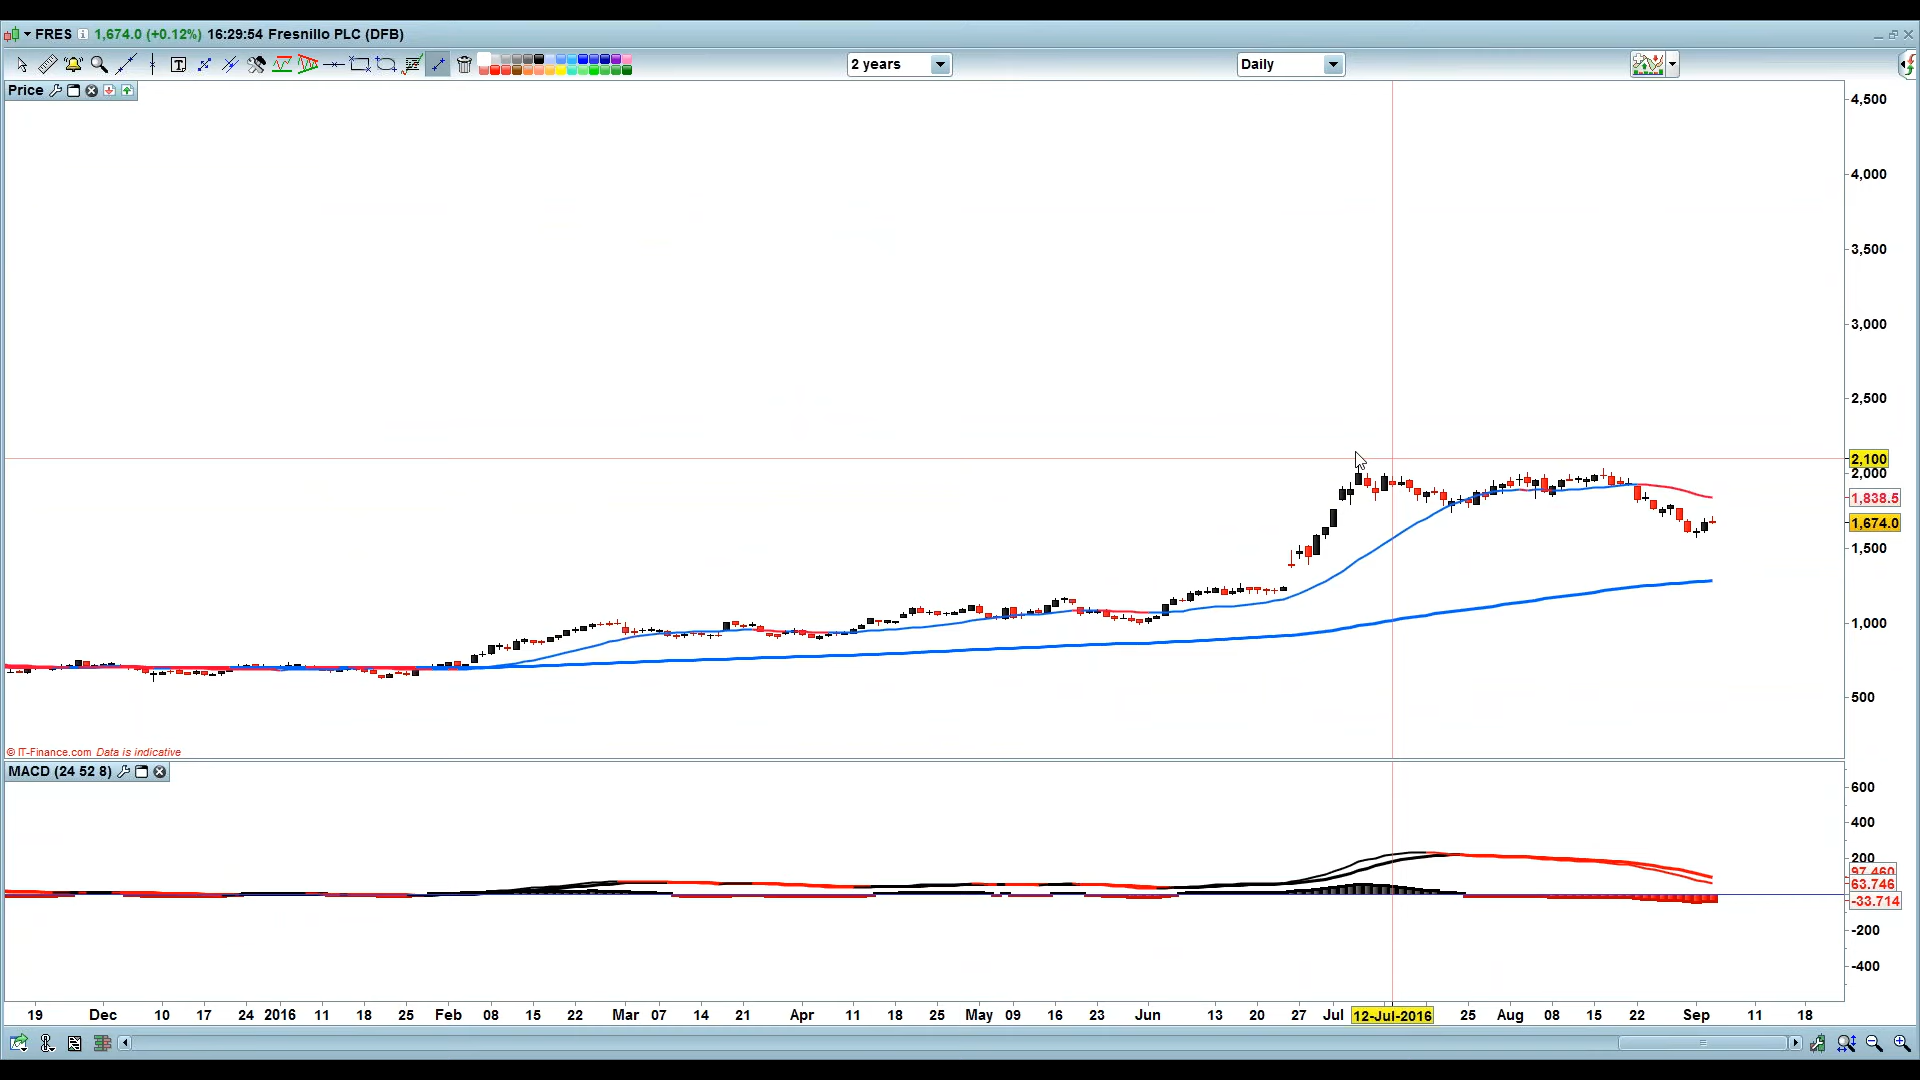 FRES 1,674.0 (+0.12%) 16:29:54 Fresnillo PLC (DFB)
2 years
Daily
Price
4,500
4,000
3,500
3,000
2,500
2,100
2,000
1,838.5
1,674.0
1,500
1,000
500
© IT-Finance.com Data is indicative
MACD (24 52 8)
600
400
200
97.460
63.746
-33.714
-200
-400
19 Dec 10 17 24 2016 11 18 25 Feb 08 15 22 Mar 07 14 21 Apr 11 18 25 May 09 16 23 Jun 13 20 27 Jul 12-Jul-2016 25 Aug 08 15 22 Sep 11 18